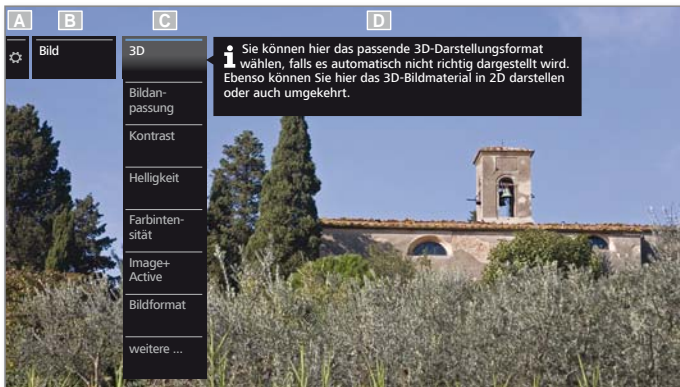 A B C D
Bild
3D
Sie können hier das passende 3D-Darstellungsformat
wählen, falls es automatisch nicht richtig dargestellt wird.
Ebenso können Sie hier das 3D-Bildmaterial in 2D darstellen
oder auch umgekehrt.
Bildan-
passung
Kontrast
Helligkeit
Farbinten-
sität
Image+
Active
Bildformat
weitere ...